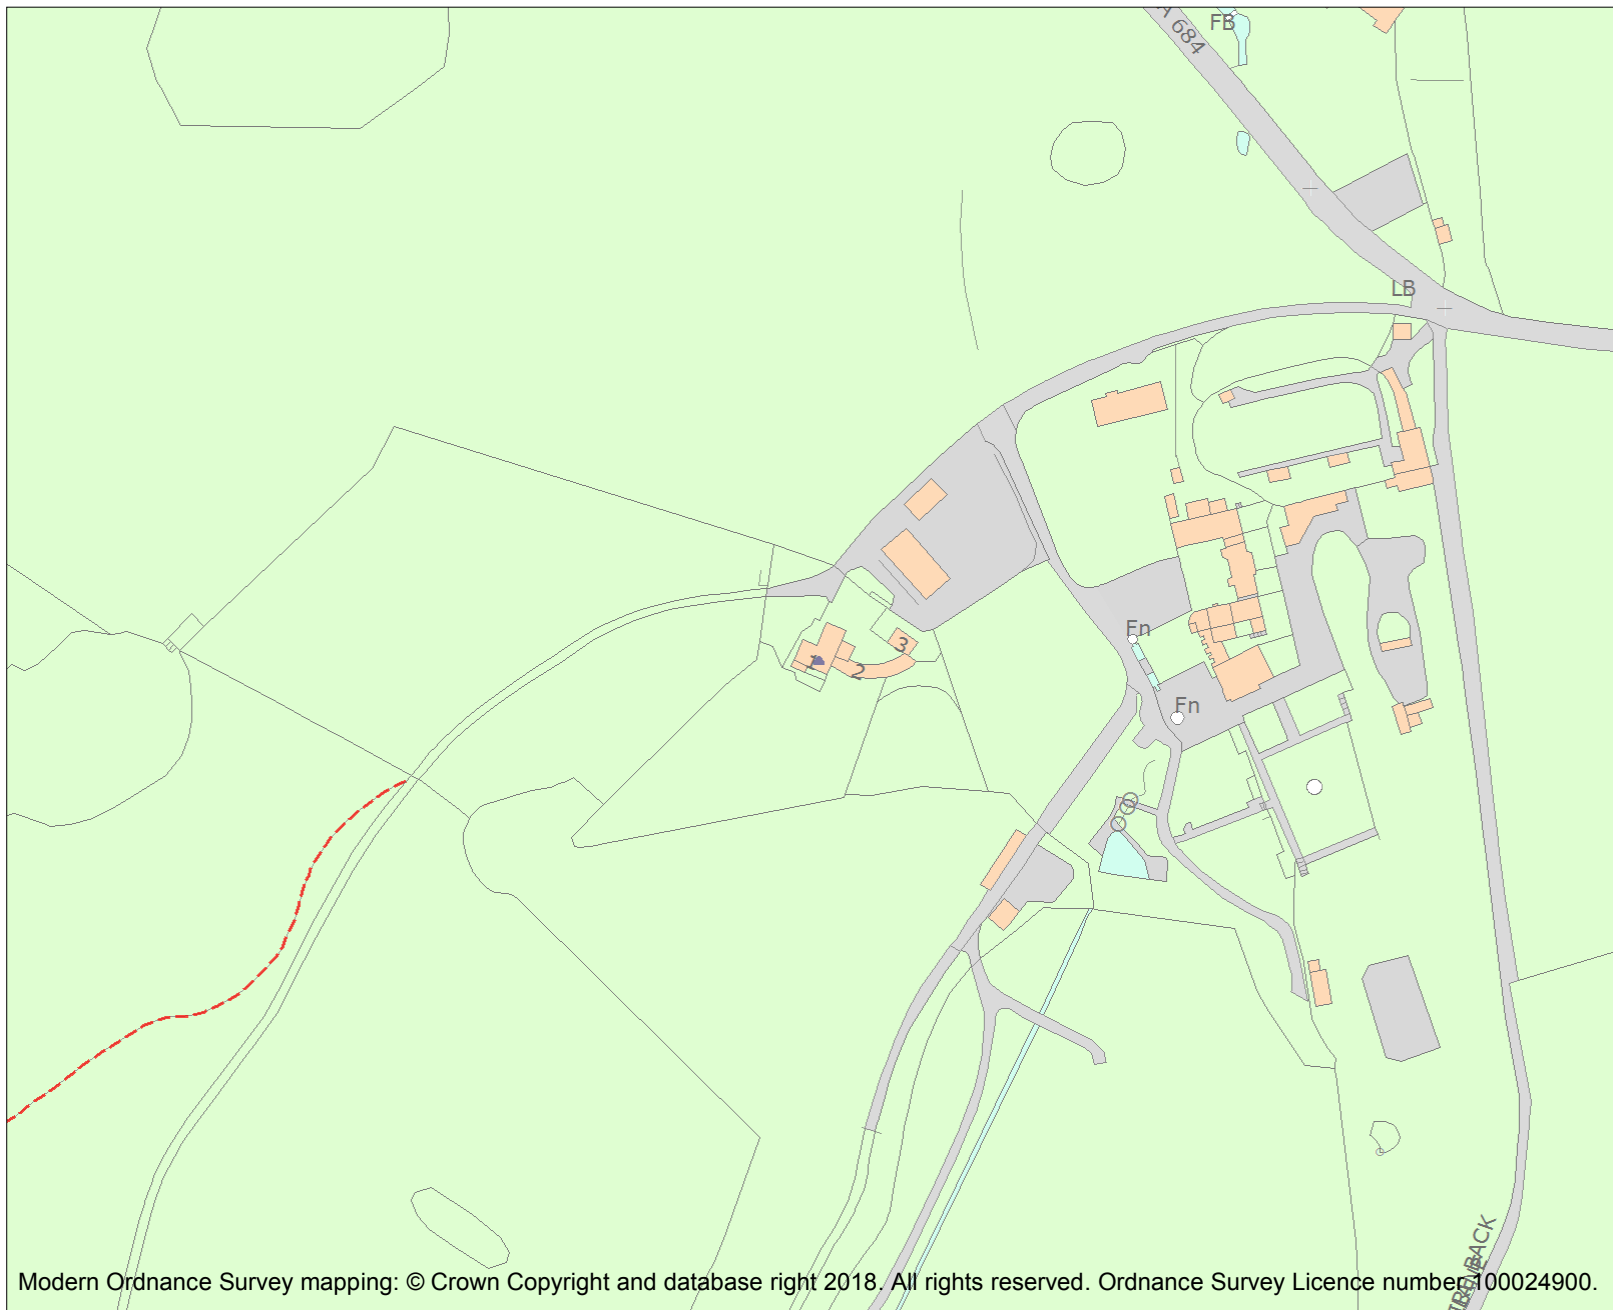 A 684
FB
LB
Fn
3
1
2
Fn
BACK
Modern Ordnance Survey mapping: © Crown Copyright and database right 2018. All rights reserved. Ordnance Survey Licence number 100024900.